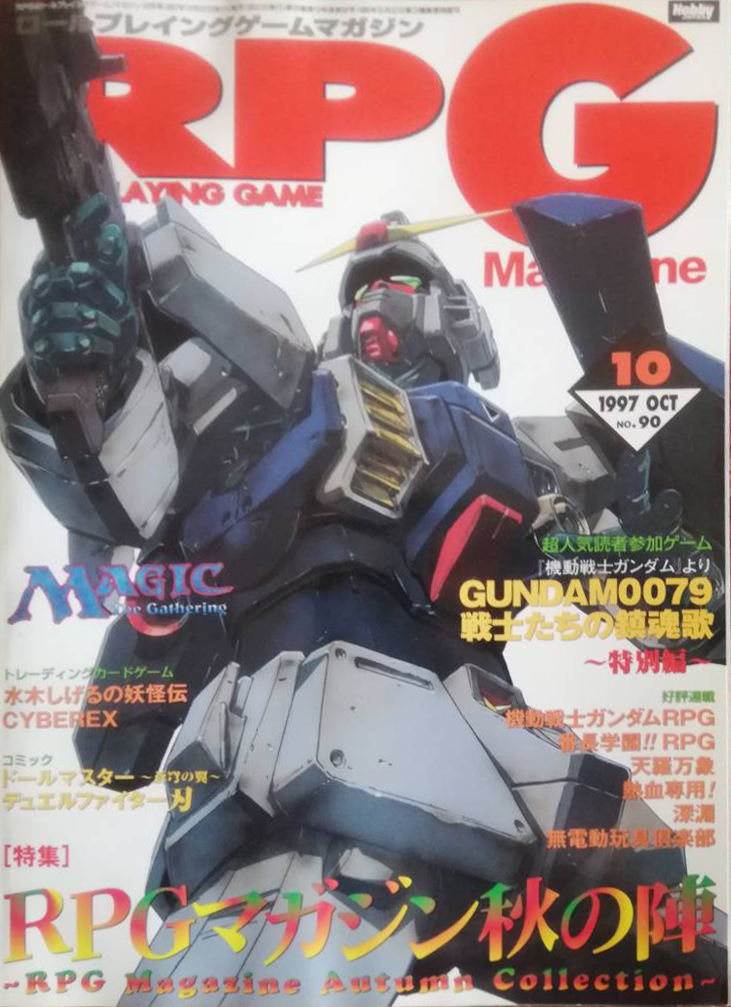 ロールプレイングゲームマガジン
Hobby
RPG
PLAYING GAME
Magazine
10
1997 OCT
NO. 90
超人気読者参加ゲーム
『機動戦士ガンダム』より
GUNDAM0079
戦士たちの鎮魂歌
～特別編～
MAGIC
The Gathering
トレーディングカードゲーム
水木しげるの妖怪伝
CYBEREX
コミック
ドールマスター～蒼穹の翼～
デュエルファイター刃
好評連載
機動戦士ガンダムRPG
番長学園!! RPG
天羅万象
熱血専用!
深淵
無電動玩具倶楽部
[特集]
RPGマガジン秋の陣
~RPG Magazine Autumn Collection~